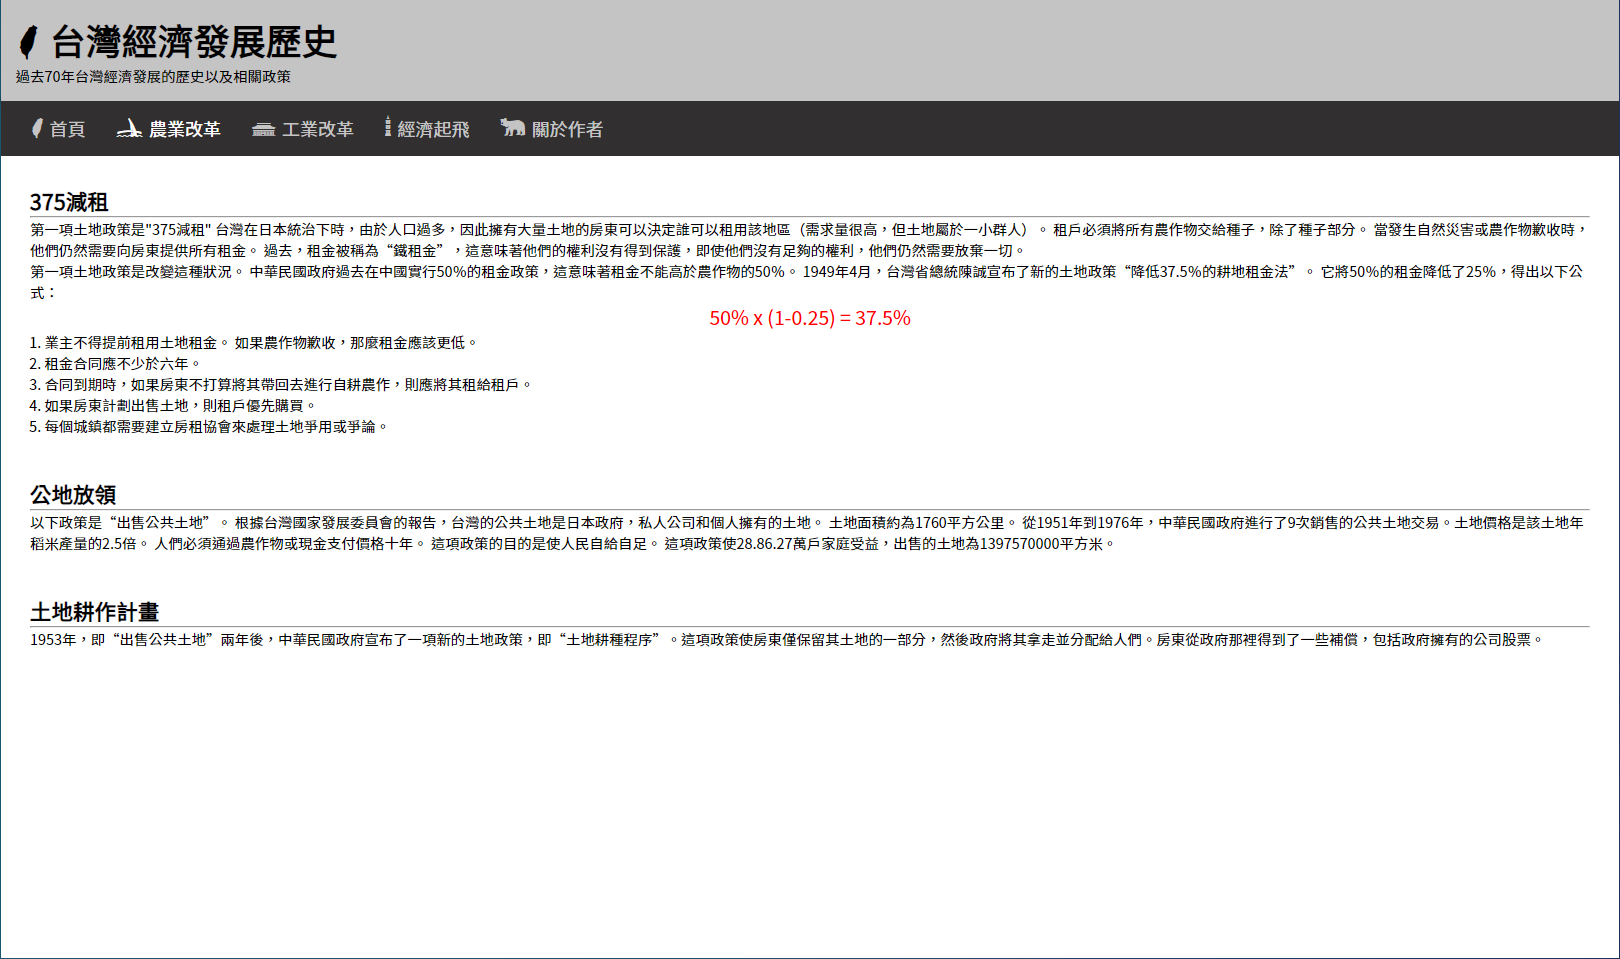 台灣經濟發展歷史
過去70年台灣經濟發展的歷史以及相關政策
首頁 農業改革 工業改革 經濟起飛 關於作者
375減租
第一項土地政策是"375減租" 台灣在日本統治下時，由於人口過多，因此擁有大量土地的房東可以決定誰可以租用該地區（需求量很高，但土地屬於一小群人）。 租戶必須將所有農作物交給種子，除了種子部分。 當發生自然災害或農作物歉收時，
他們仍然需要向房東提供所有租金。 過去，租金被稱為“鐵租金”，這意味著他們的權利沒有得到保護，即使他們沒有足夠的權利，他們仍然需要放棄一切。
第一項土地政策是改變這種狀況。 中華民國政府過去在中國實行50％的租金政策，這意味著租金不能高於農作物的50％。 1949年4月，台灣省總統陳誠宣布了新的土地政策“降低37.5％的耕地租金法”。 它將50％的租金降低了25％，得出以下公
式：
50% x (1-0.25) = 37.5%
1. 業主不得提前租用土地租金。 如果農作物歉收，那麼租金應該更低。
2. 租金合同應不少於六年。
3. 合同到期時，如果房東不打算將其帶回去進行自耕農作，則應將其租給租戶。
4. 如果房東計劃出售土地，則租戶優先購買。
5. 每個城鎮都需要建立房租協會來處理土地爭用或爭論。
公地放領
以下政策是“出售公共土地”。 根據台灣國家發展委員會的報告，台灣的公共土地是日本政府，私人公司和個人擁有的土地。 土地面積約為1760平方公里。 從1951年到1976年，中華民國政府進行了9次銷售的公共土地交易。土地價格是該土地年
稻米產量的2.5倍。 人們必須通過農作物或現金支付價格十年。 這項政策的目的是使人民自給自足。 這項政策使28.86.27萬戶家庭受益，出售的土地為1397570000平方米。
土地耕作計畫
1953年，即“出售公共土地”兩年後，中華民國政府宣布了一項新的土地政策，即“土地耕種程序”。這項政策使房東僅保留其土地的一部分，然後政府將其拿走並分配給人們。房東從政府那裡得到了一些補償，包括政府擁有的公司股票。